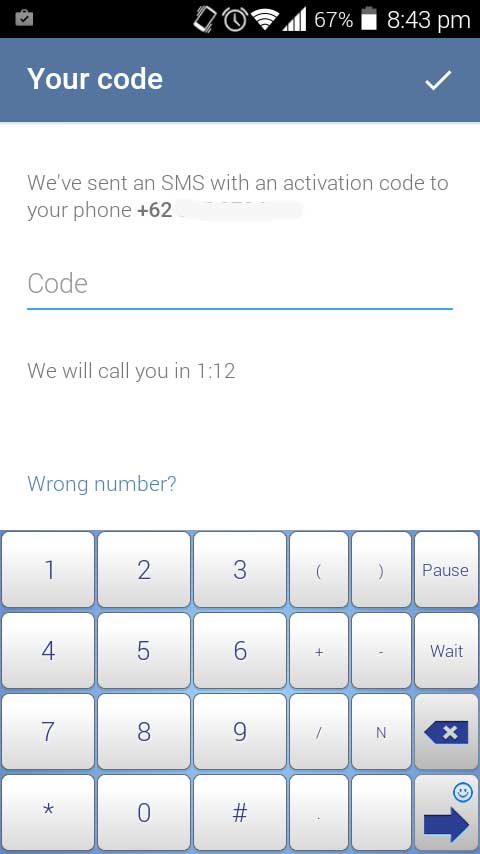 67% 8:43 pm
Your code
We've sent an SMS with an activation code to
your phone +62
Code
We will call you in 1:12
Wrong number?
1 2 3 ( ) Pause
4 5 6 + - Wait
7 8 9 / N
* 0 # .